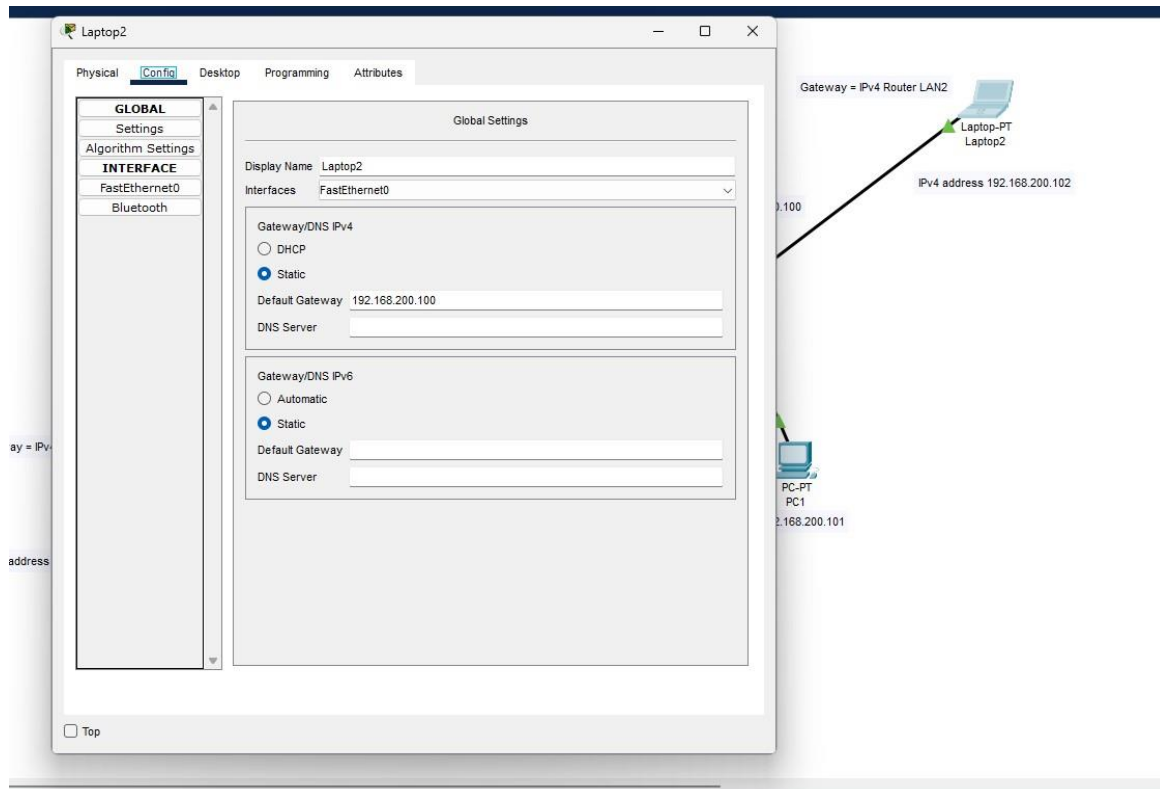 Laptop2
Physical Config Desktop Programming Attributes
GLOBAL
Settings
Algorithm Settings
INTERFACE
FastEthernet0
Bluetooth
Global Settings
Display Name Laptop2
Interfaces FastEthernet0
Gateway/DNS IPv4
DHCP
Static
Default Gateway 192.168.200.100
DNS Server
Gateway/DNS IPv6
Automatic
Static
Default Gateway
DNS Server
Top
Gateway = IPv4 Router LAN2
Laptop-PT
Laptop2
IPv4 address 192.168.200.102
.100
PC-PT
PC1
.168.200.101
ay = IPv
address